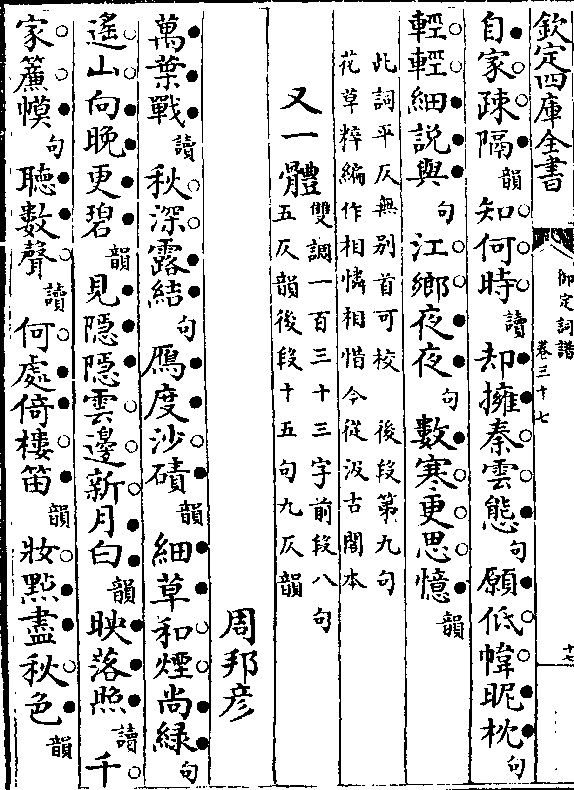 欽定四庫全書
御定詞譜
卷三十七
十七
自家疎隔韻知何時讀却擁秦雲態句願低幃昵枕句
輕輕細說與句江鄉夜夜句數寒更思憶韻
此詞平仄無别首可校　後段第九句
花草粹編作相憐相惜今從汲古閣本
又一體雙調一百三十三字前段八句
五仄韻後段十五句九仄韻
周邦彦
萬葉戰讀秋深露結句鴈度沙磧韻細草和煙尚緑句
遙山向晚更碧韻見隱隱雲邊新月白韻映落照讀千
家簾幙句聽數聲讀何處倚樓笛韻妝㸃盡秋色韻